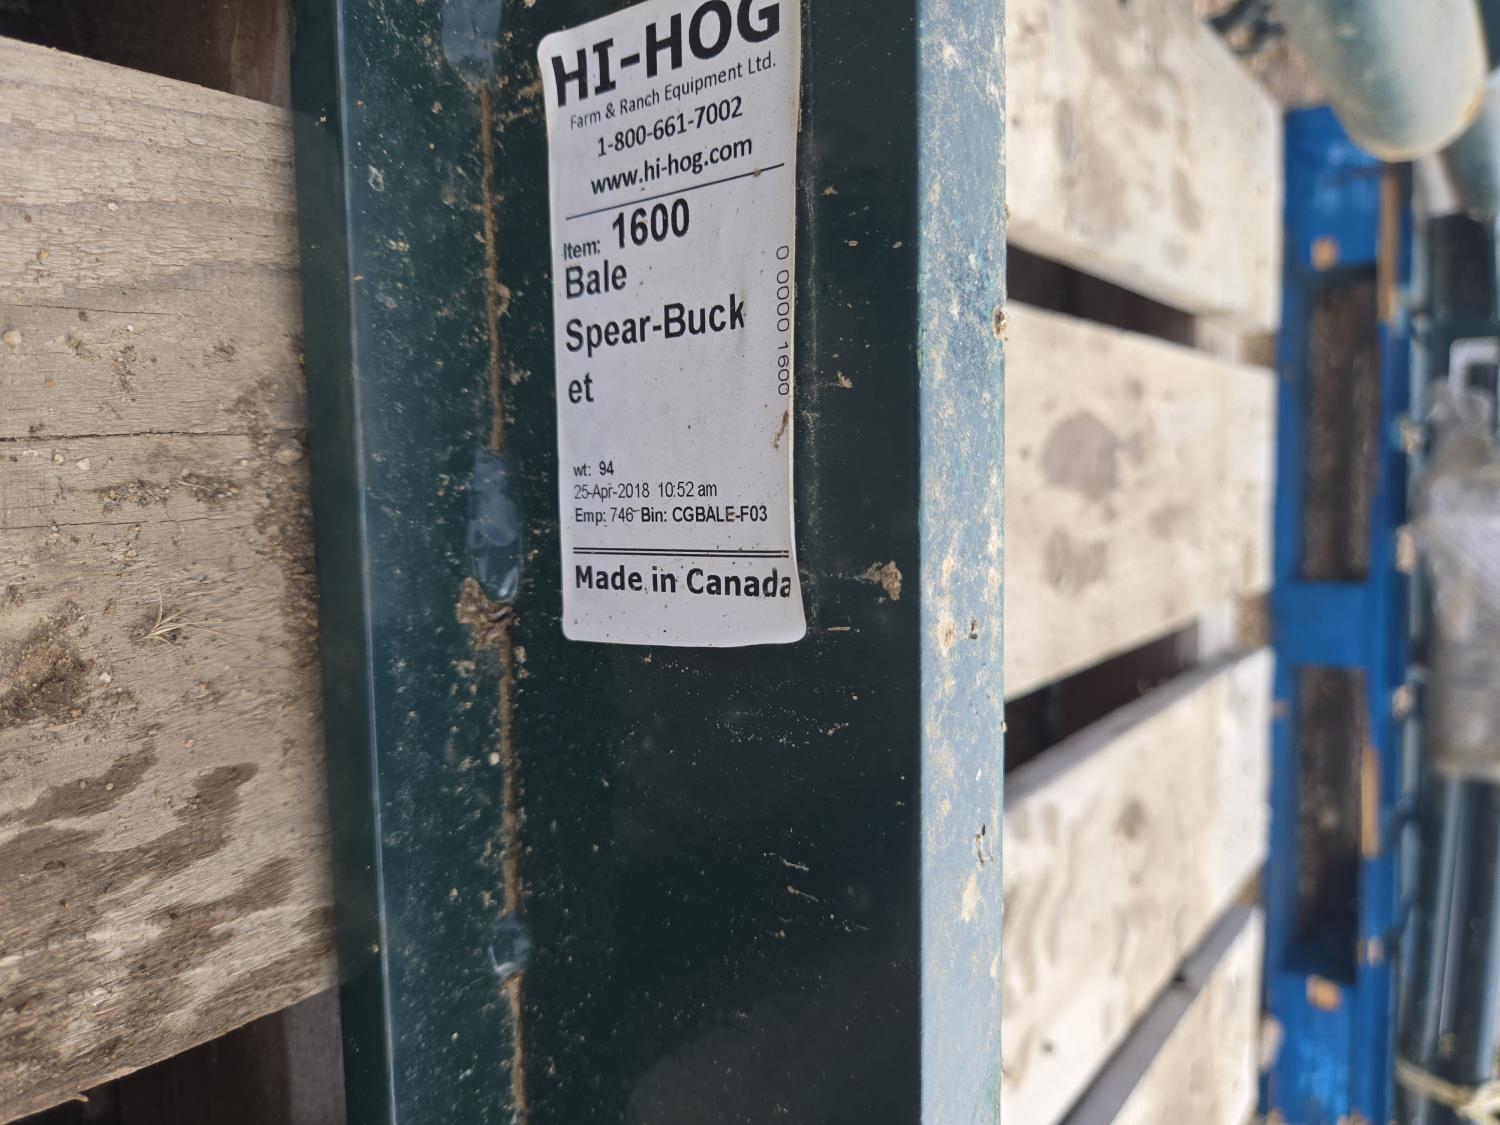 HI-HOG
Farm & Ranch Equipment Ltd.
1-800-661-7002
www.hi-hog.com
Item: 1600
Bale
Spear-Buck
et
0 0000 1600
wt: 94
25-Apr-2018 10:52 am
Emp: 746 Bin: CGBALE-F03
Made in Canada